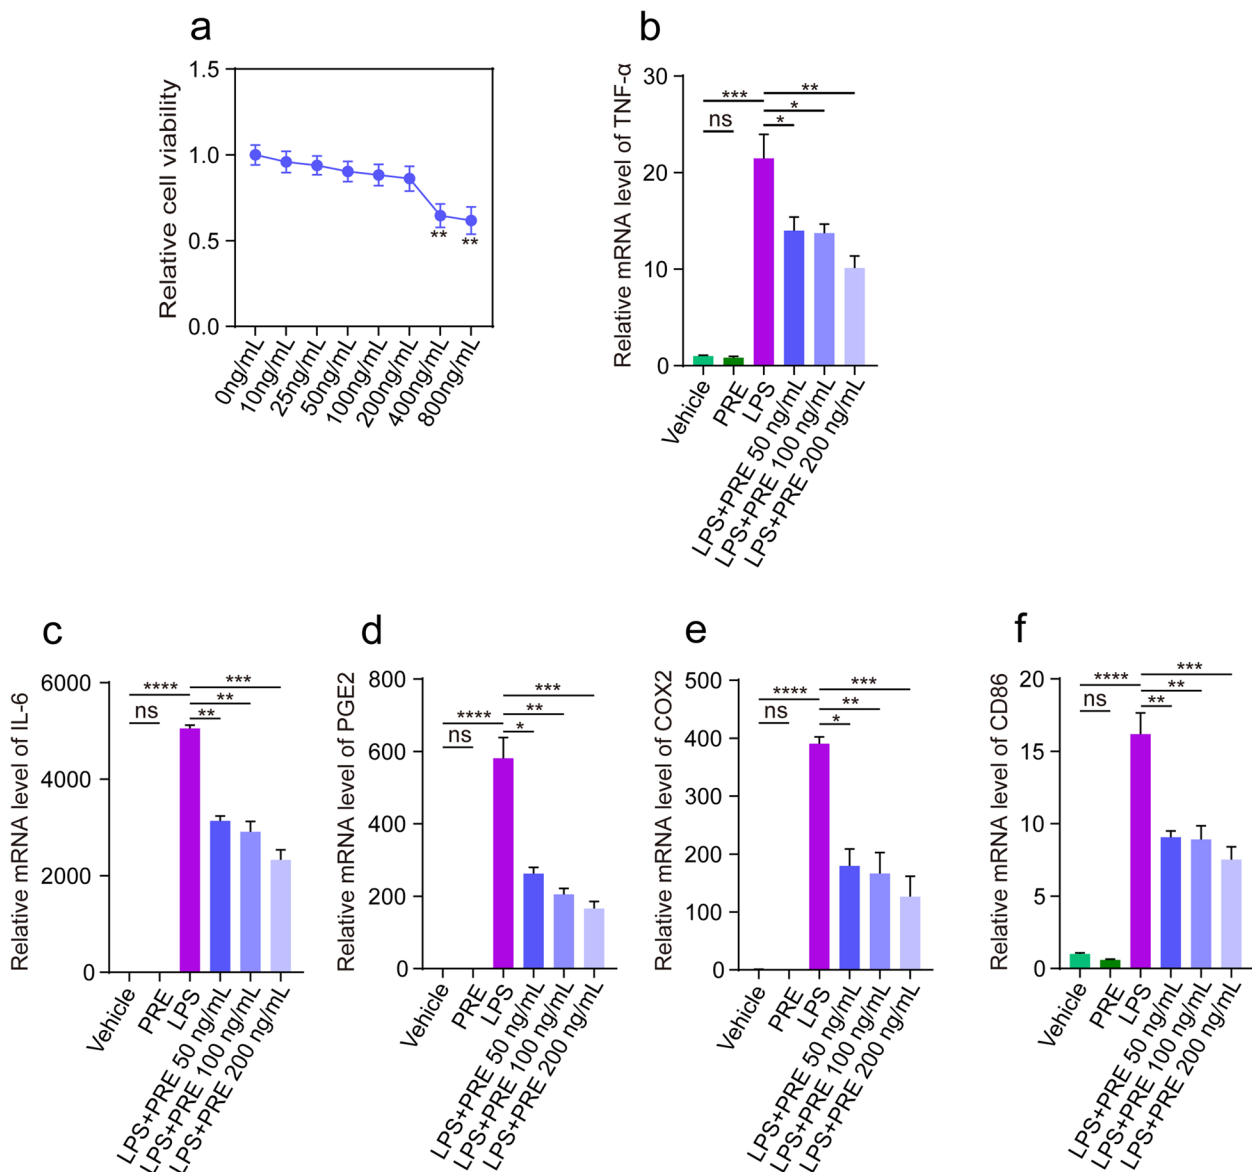 a
Relative cell viability
1.5
1.0
0.5
0.0
**
**
0ng/mL
10ng/mL
25ng/mL
50ng/mL
100ng/mL
200ng/mL
400ng/mL
800ng/mL
b
Relative mRNA level of TNF-α
30
20
10
0
***
**
*
ns
*
Vehicle
PRE
LPS
LPS+PRE 50 ng/mL
LPS+PRE 100 ng/mL
LPS+PRE 200 ng/mL
c
Relative mRNA level of IL-6
6000
4000
2000
0
****
***
**
ns
**
Vehicle
PRE
LPS
LPS+PRE 50 ng/mL
LPS+PRE 100 ng/mL
LPS+PRE 200 ng/mL
d
Relative mRNA level of PGE2
800
600
400
200
0
***
****
**
ns
*
Vehicle
PRE
LPS
LPS+PRE 50 ng/mL
LPS+PRE 100 ng/mL
LPS+PRE 200 ng/mL
e
Relative mRNA level of COX2
500
400
300
200
100
0
***
****
**
ns
*
Vehicle
PRE
LPS
LPS+PRE 50 ng/mL
LPS+PRE 100 ng/mL
LPS+PRE 200 ng/mL
f
Relative mRNA level of CD86
20
15
10
5
0
***
****
**
ns
**
Vehicle
PRE
LPS
LPS+PRE 50 ng/mL
LPS+PRE 100 ng/mL
LPS+PRE 200 ng/mL